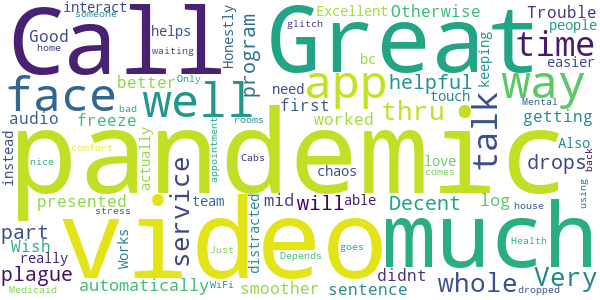 interact
someone
Call
Great
Excellent
Otherwise
glitch
Trouble
people
Good
home
helps
waiting
Honestly
program
bc
Only
time
easier
face
well
app
helpful
keeping
way
better
need
touch
audio
freeze
first
worked
thru
talk
getting
bad
Mental
instead
actually
appointment
rooms
pandemic
Cabs
chaos
love
comes
drops
Also
back
nice
comfort
using
presented
service
team
mid
will
able
Decent
log
house
part
stress
video
much
Wish
really
Works
Just
distracted
Depends
goes
didnt
whole
Health
Very
plague
Medicaid
automatically
WiFi
smoother
sentence
dropped